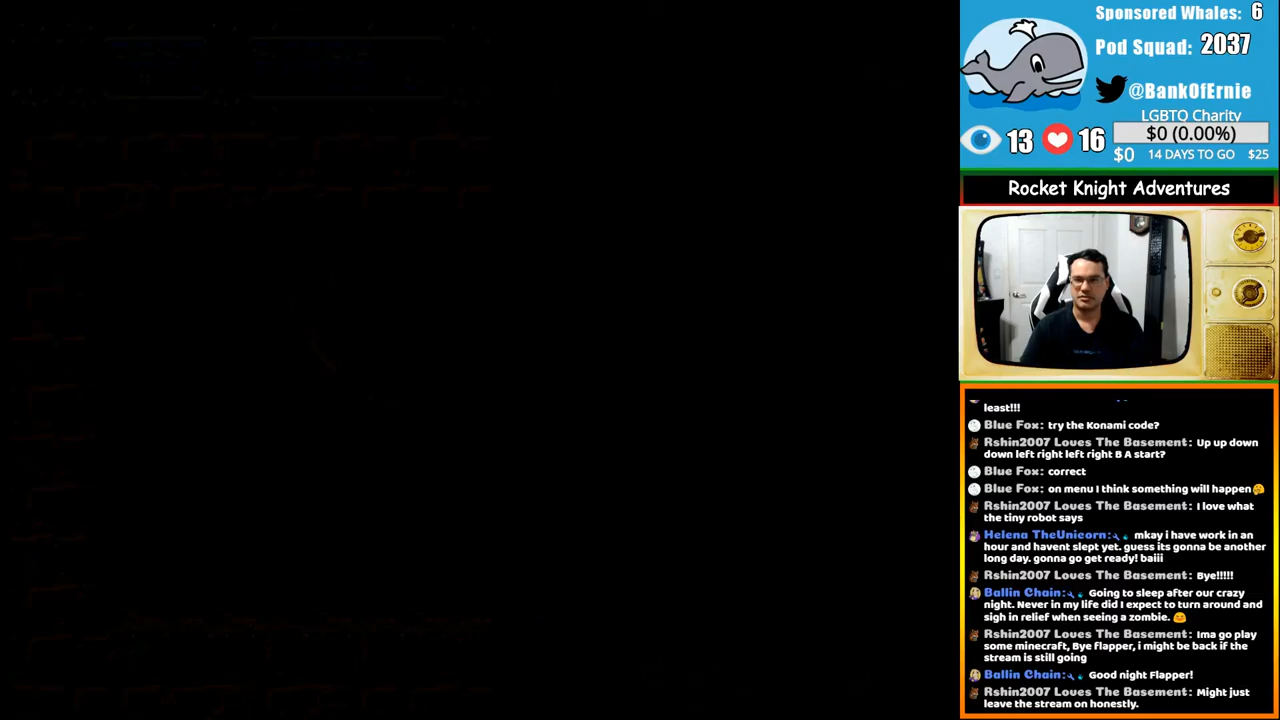 Sponsored Whales: 6
Pod Squad: 2037
@BankOfErnie
LGBTQ Charity
13
16
$0 (0.00%)
$0 14 DAYS TO GO $25
Rocket Knight Adventures
least!!!
Blue Fox: try the Konami code?
Rshin2007 Loves The Basement: Up up down
down left right left right B A start?
Blue Fox: correct
Blue Fox: on menu I think something will happen🤗
Rshin2007 Loves The Basement: I love what
the tiny robot says
Helena TheUnicorn: mkay i have work in an
hour and havent slept yet. guess its gonna be another
long day. gonna go get ready! baiii
Rshin2007 Loves The Basement: Bye!!!!!
Ballin Chain: Going to sleep after our crazy
night. Never in my life did I expect to turn around and
sigh in relief when seeing a zombie.
Rshin2007 Loves The Basement: Ima go play
some minecraft, Bye flapper, i might be back if the
stream is still going
Ballin Chain: Good night Flapper!
Rshin2007 Loves The Basement: Might just
leave the stream on honestly.